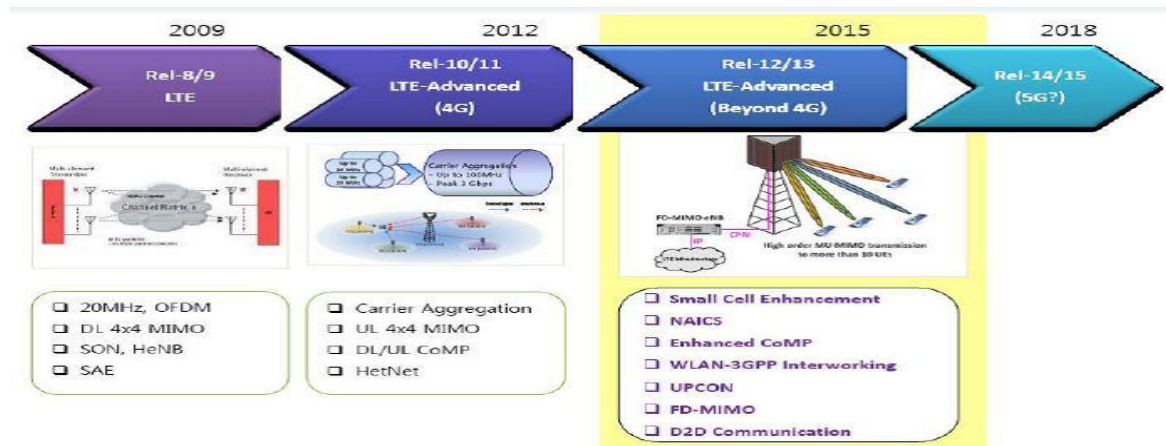 2009
2012
2015
2018
Rel-8/9
LTE
Rel-10/11
LTE-Advanced
(4G)
Rel-12/13
LTE-Advanced
(Beyond 4G)
Rel-14/15
(5G?)
Carrier Aggregation
- Up to 100MHz
FD-MIMO eNB
CPRI
High order MU-MIMO transmission
to more than 10 UEs
❑ 20MHz, OFDM
❑ DL 4x4 MIMO
❑ SON, HeNB
❑ SAE
❑ Carrier Aggregation
❑ UL 4x4 MIMO
❑ DL/UL CoMP
❑ HetNet
❑ Small Cell Enhancement
❑ NAICS
❑ Enhanced CoMP
❑ WLAN-3GPP Interworking
❑ UPCON
❑ FD-MIMO
❑ D2D Communication